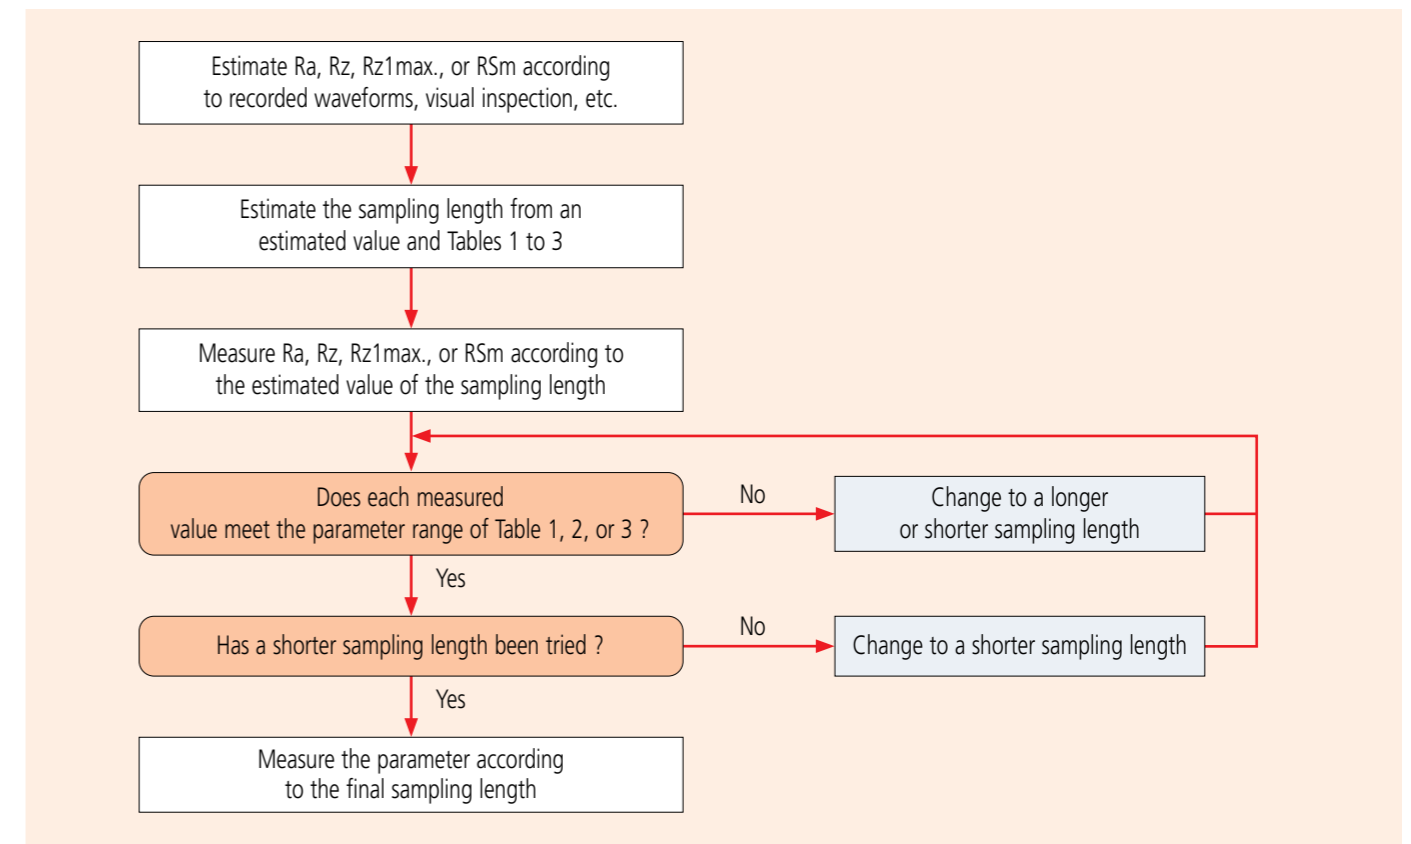 Estimate Ra, Rz, Rz1max., or RSm according
to recorded waveforms, visual inspection, etc.
Estimate the sampling length from an
estimated value and Tables 1 to 3
Measure Ra, Rz, Rz1max., or RSm according to
the estimated value of the sampling length
Does each measured
value meet the parameter range of Table 1, 2, or 3 ?
No
Change to a longer
or shorter sampling length
Yes
Has a shorter sampling length been tried ?
No
Change to a shorter sampling length
Yes
Measure the parameter according
to the final sampling length